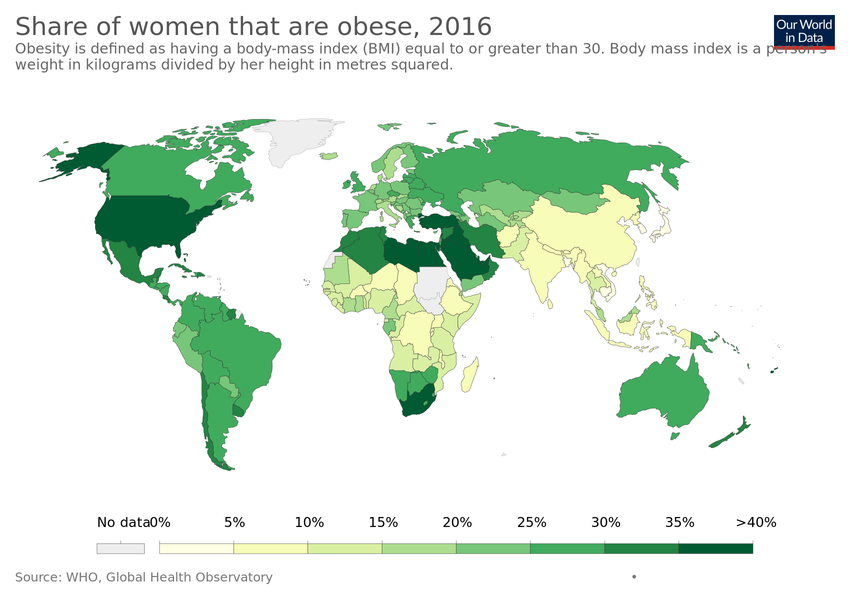 Share of women that are obese, 2016
Our World
in Data
Obesity is defined as having a body-mass index (BMI) equal to or greater than 30. Body mass index is a person's
weight in kilograms divided by her height in metres squared.
No data 0% 5% 10% 15% 20% 25% 30% 35% >40%
Source: WHO, Global Health Observatory